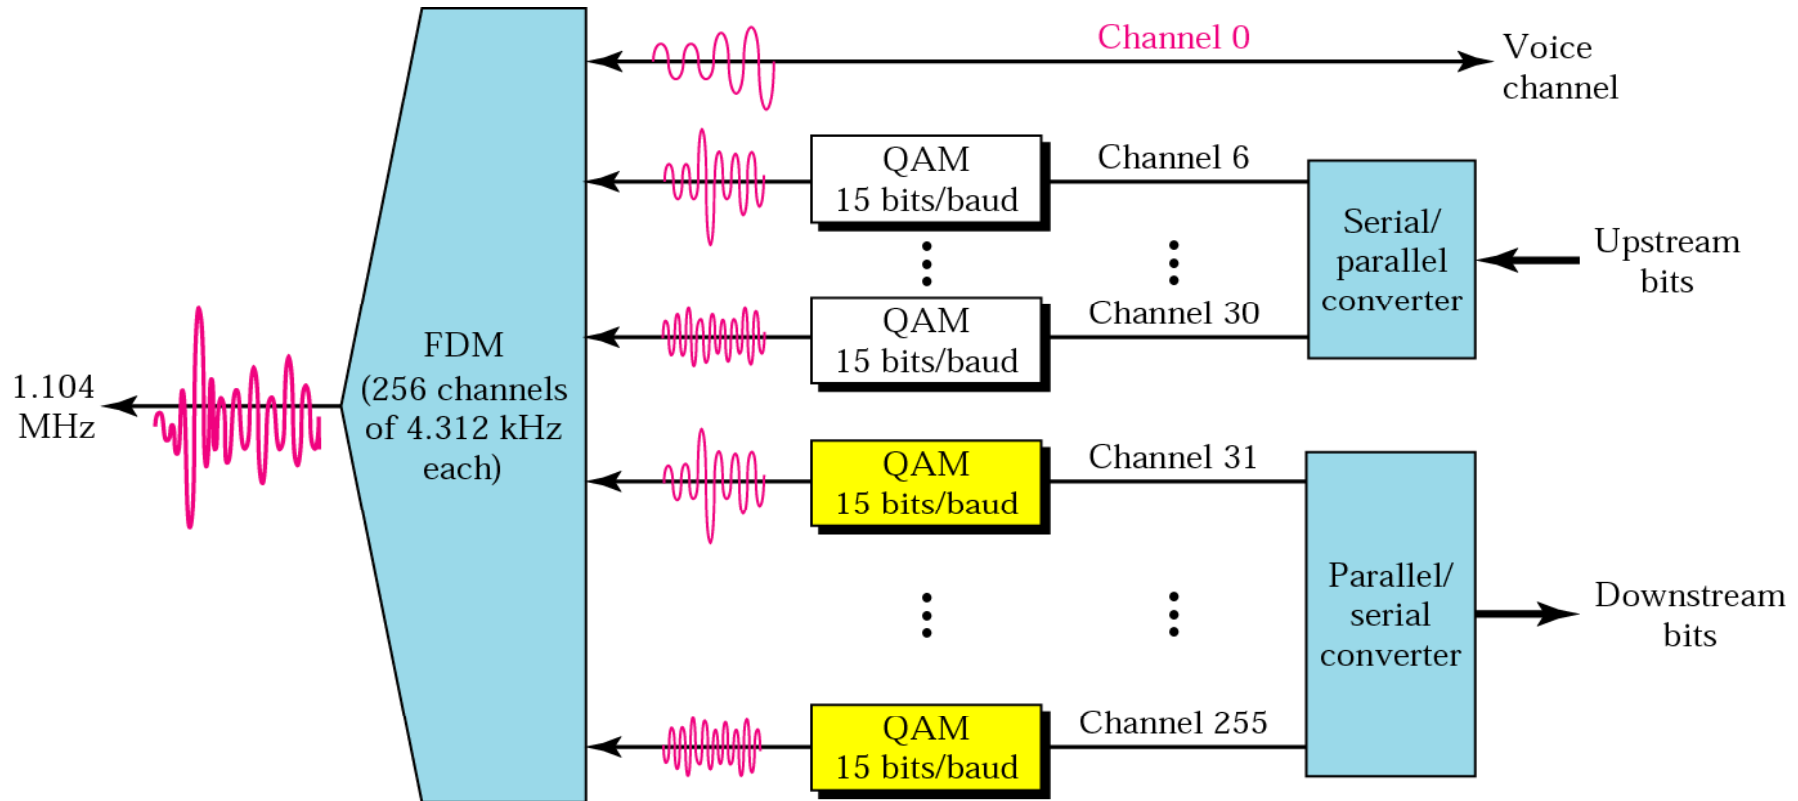 Channel 0
Voice
channel
QAM
15 bits/baud
Channel 6
Serial/
parallel
converter
Upstream
bits
QAM
15 bits/baud
Channel 30
1.104
MHz
FDM
(256 channels
of 4.312 kHz
each)
QAM
15 bits/baud
Channel 31
Parallel/
serial
converter
Downstream
bits
QAM
15 bits/baud
Channel 255